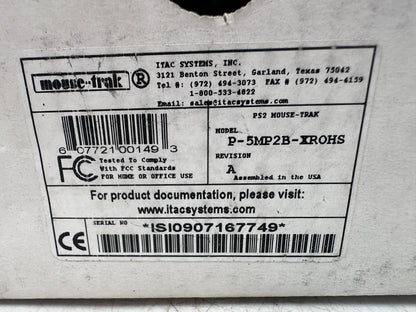 mouse-trak ®
ITAC SYSTEMS, INC.
3121 Benton Street, Garland, Texas 75042
Tel #: (972) 494-3073 FAX # (972) 494-4159
1-800-533-4822
Email: sales@itacsystems.com
PS2 MOUSE-TRAK
MODEL
P-5MP2B-XROHS
REVISION
A
Assembled in the USA
6 07721 00149 3
FC Tested To Comply
With FCC Standards
FOR HOME OR OFFICE USE
For product documentation, please visit:
www.itacsystems.com
SERIAL NO
*ISI0907167749*
CE